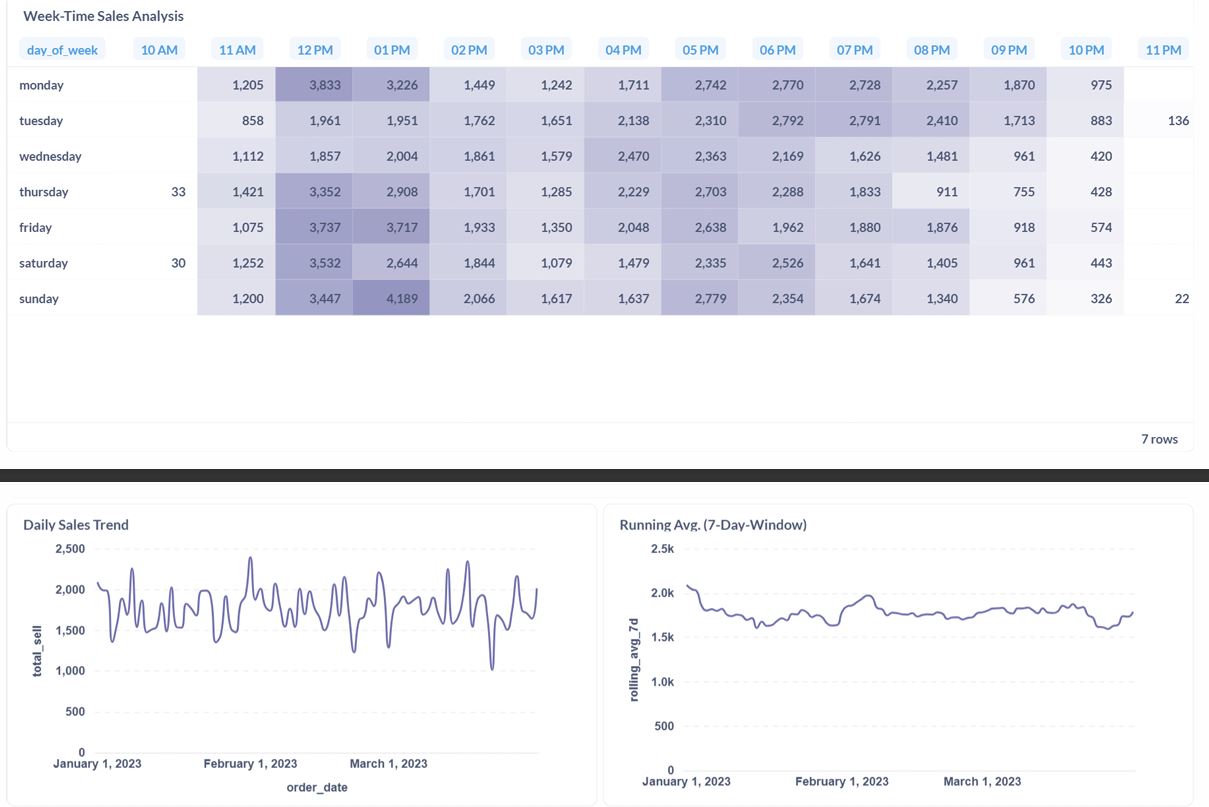 Week-Time Sales Analysis
day_of_week 10 AM 11 AM 12 PM 01 PM 02 PM 03 PM 04 PM 05 PM 06 PM 07 PM 08 PM 09 PM 10 PM 11 PM
monday 1,205 3,833 3,226 1,449 1,242 1,711 2,742 2,770 2,728 2,257 1,870 975
tuesday 858 1,961 1,951 1,762 1,651 2,138 2,310 2,792 2,791 2,410 1,713 883 136
wednesday 1,112 1,857 2,004 1,861 1,579 2,470 2,363 2,169 1,626 1,481 961 420
thursday 33 1,421 3,352 2,908 1,701 1,285 2,229 2,703 2,288 1,833 911 755 428
friday 1,075 3,737 3,717 1,933 1,350 2,048 2,638 1,962 1,880 1,876 918 574
saturday 30 1,252 3,532 2,644 1,844 1,079 1,479 2,335 2,526 1,641 1,405 961 443
sunday 1,200 3,447 4,189 2,066 1,617 1,637 2,779 2,354 1,674 1,340 576 326 22
7 rows
Daily Sales Trend
2,500
2,000
1,500
1,000
500
0
total_sell
January 1, 2023 February 1, 2023 March 1, 2023
order_date
Running Avg. (7-Day-Window)
2.5k
2.0k
1.5k
1.0k
500
0
rolling_avg_7d
January 1, 2023 February 1, 2023 March 1, 2023